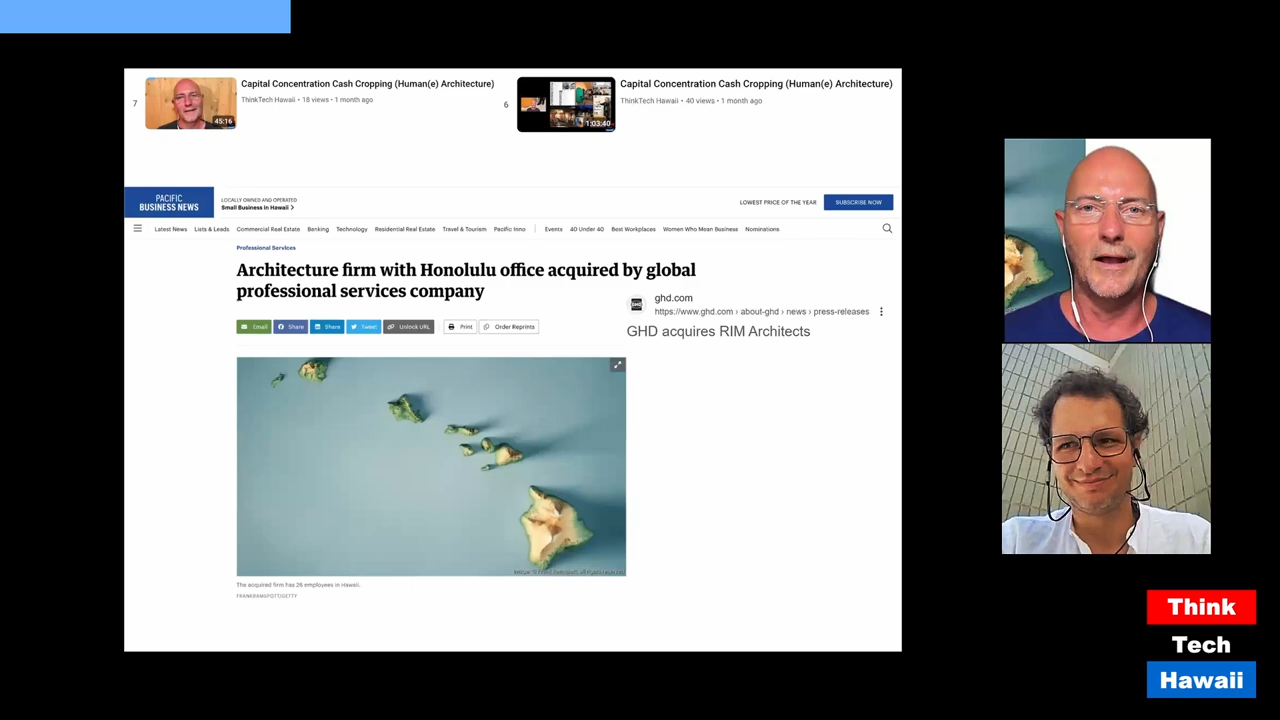 7
Capital Concentration Cash Cropping (Human(e) Architecture)
ThinkTech Hawaii • 18 views • 1 month ago
45:16
6
Capital Concentration Cash Cropping (Human(e) Architecture)
ThinkTech Hawaii • 40 views • 1 month ago
1:03:40
PACIFIC
BUSINESS NEWS
LOCALLY OWNED AND OPERATED
Small Business in Hawaii >
LOWEST PRICE OF THE YEAR
SUBSCRIBE NOW
Latest News Lists & Leads Commercial Real Estate Banking Technology Residential Real Estate Travel & Tourism Pacific Inno Events 40 Under 40 Best Workplaces Women Who Mean Business Nominations
Professional Services
Architecture firm with Honolulu office acquired by global
professional services company
Email Share Share Tweet Unlock URL Print Order Reprints
GHD
ghd.com
https://www.ghd.com › about-ghd › news › press-releases
GHD acquires RIM Architects
The acquired firm has 26 employees in Hawaii.
Think
Tech
Hawaii